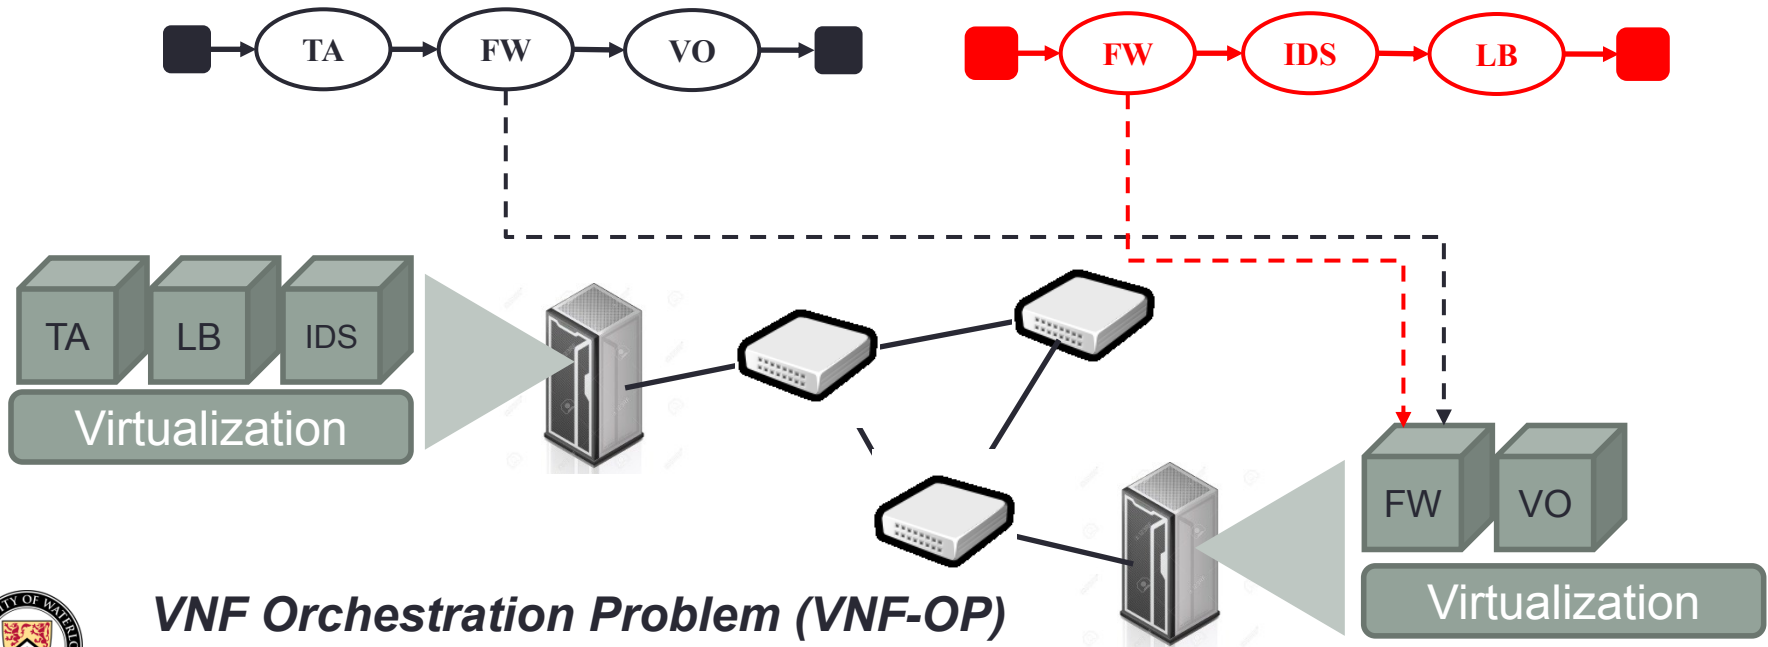 TA FW VO
FW IDS LB
TA LB IDS
Virtualization
FW VO
Virtualization
VNF Orchestration Problem (VNF-OP)